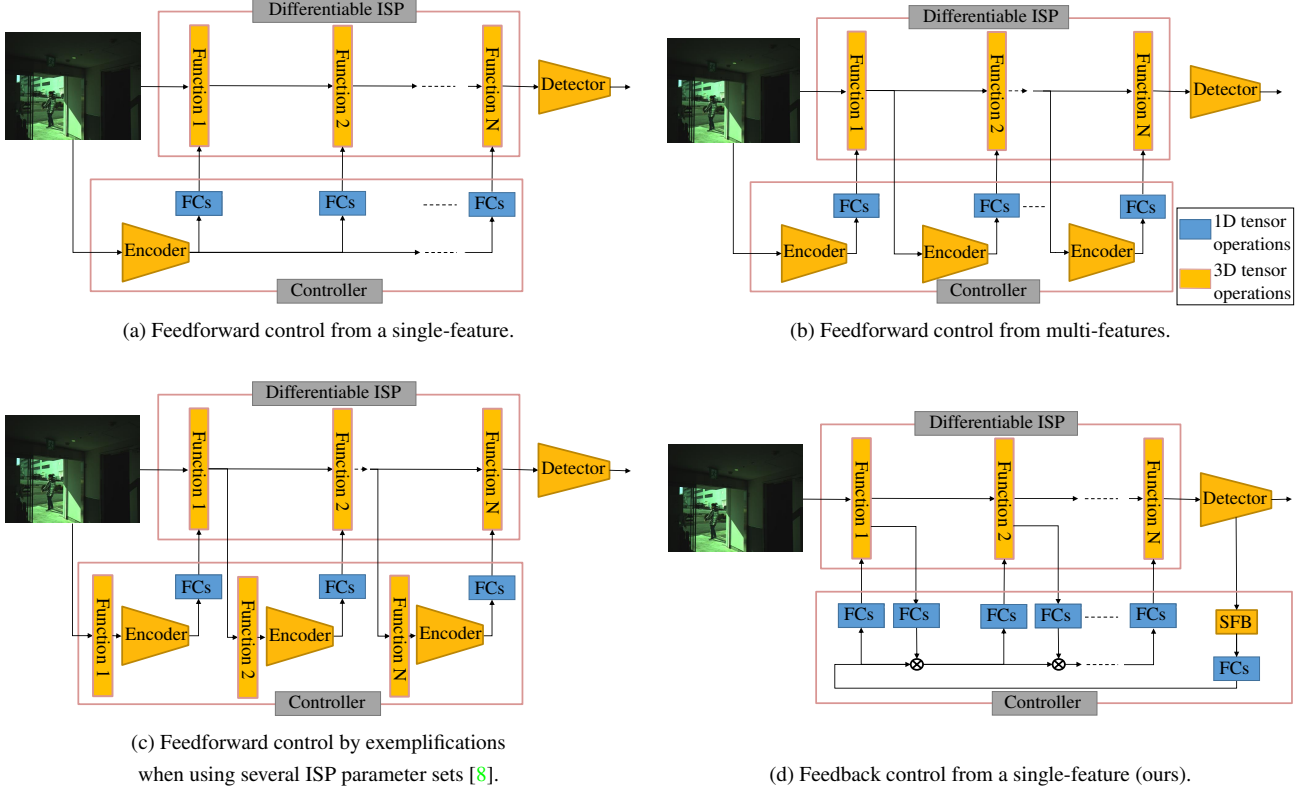 Differentiable ISP
Function 1
Function 2
Function N
Detector
FCs
FCs
FCs
Encoder
Controller
(a) Feedforward control from a single-feature.
Differentiable ISP
Function 1
Function 2
Function N
Detector
FCs
FCs
FCs
Encoder
Encoder
Encoder
Controller
1D tensor
operations
3D tensor
operations
(b) Feedforward control from multi-features.
Differentiable ISP
Function 1
Function 2
Function N
Detector
FCs
FCs
FCs
Function 1
Encoder
Function 2
Encoder
Function N
Encoder
Controller
(c) Feedforward control by exemplifications
when using several ISP parameter sets [8].
Differentiable ISP
Function 1
Function 2
Function N
Detector
FCs
FCs
FCs
FCs
FCs
SFB
FCs
Controller
(d) Feedback control from a single-feature (ours).